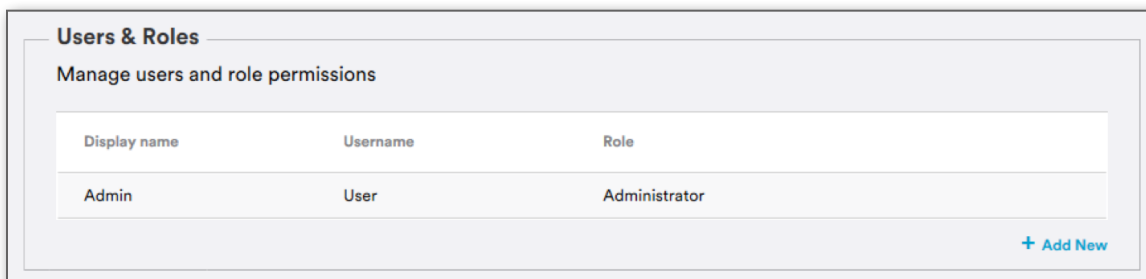 Users & Roles
Manage users and role permissions
Display name Username Role
Admin User Administrator
+ Add New